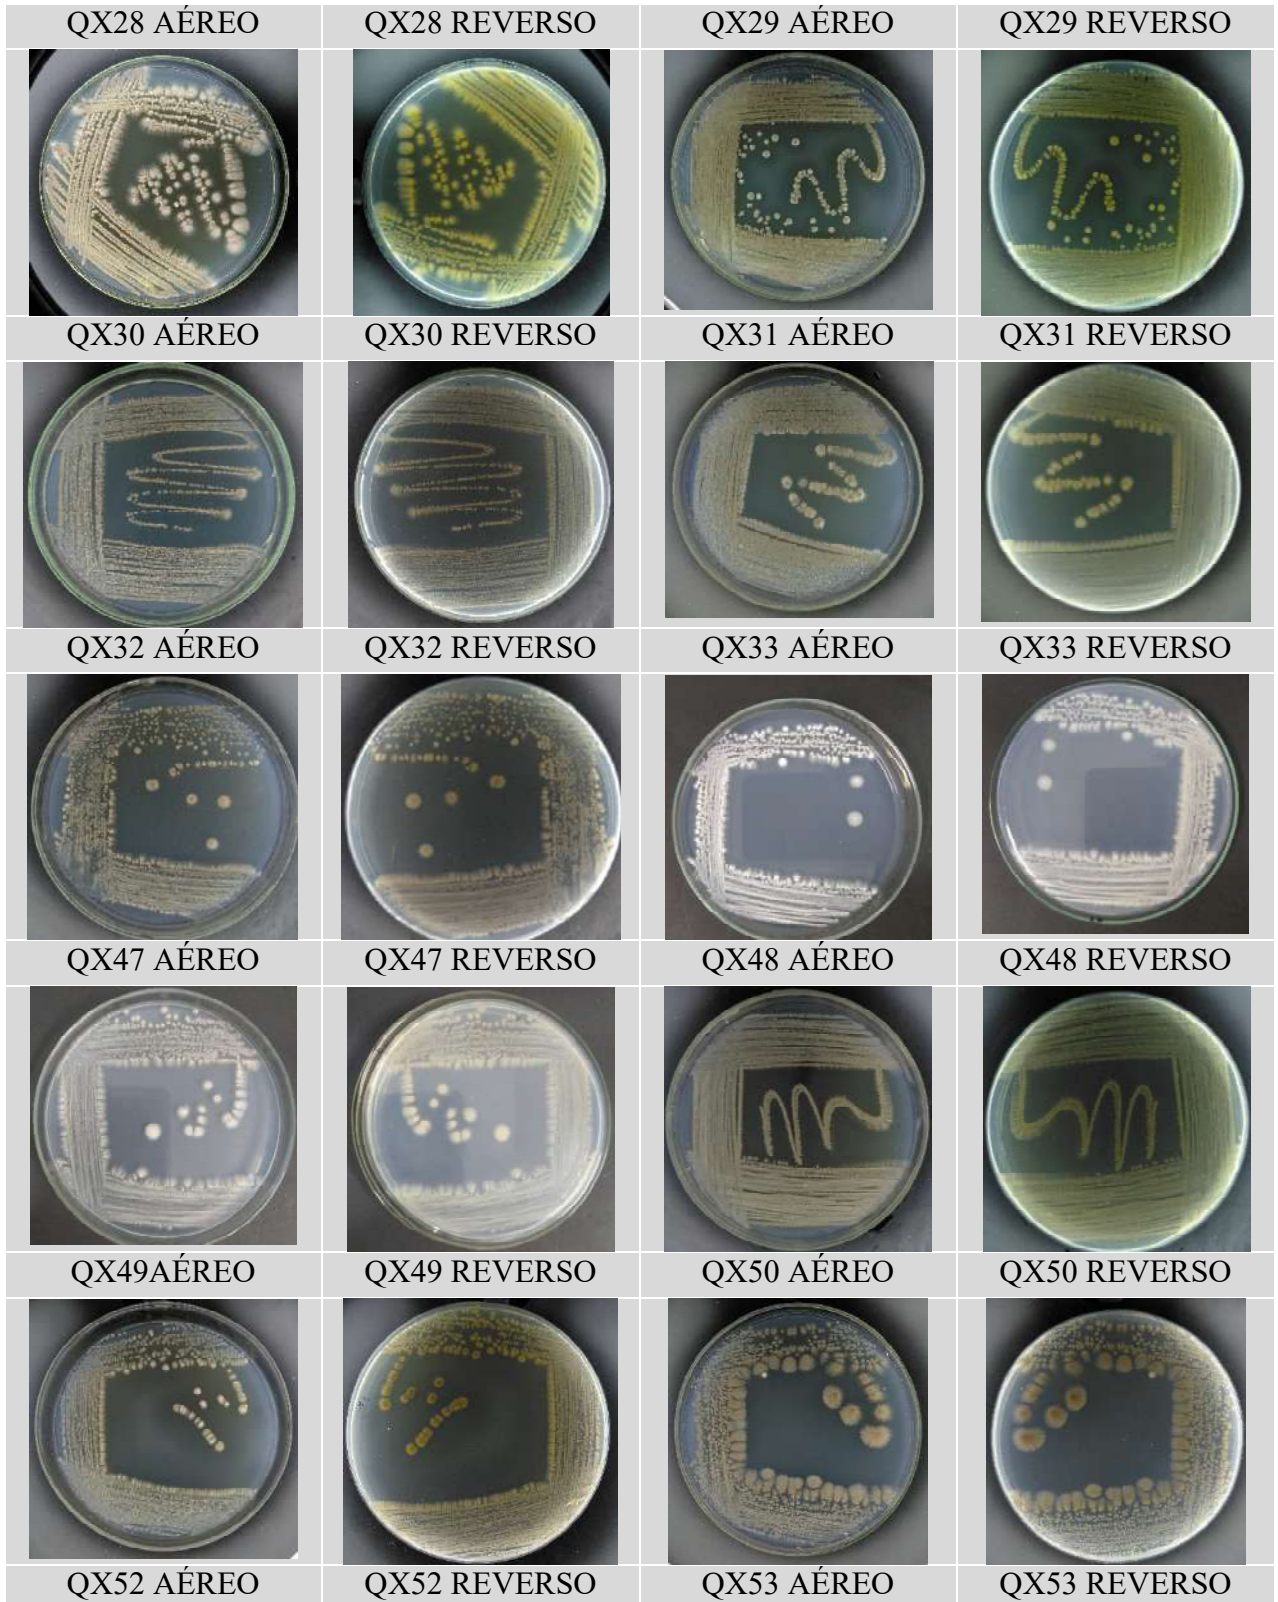 QX28 AÉREO QX28 REVERSO QX29 AÉREO QX29 REVERSO
QX30 AÉREO QX30 REVERSO QX31 AÉREO QX31 REVERSO
QX32 AÉREO QX32 REVERSO QX33 AÉREO QX33 REVERSO
QX47 AÉREO QX47 REVERSO QX48 AÉREO QX48 REVERSO
QX49AÉREO QX49 REVERSO QX50 AÉREO QX50 REVERSO
QX52 AÉREO QX52 REVERSO QX53 AÉREO QX53 REVERSO